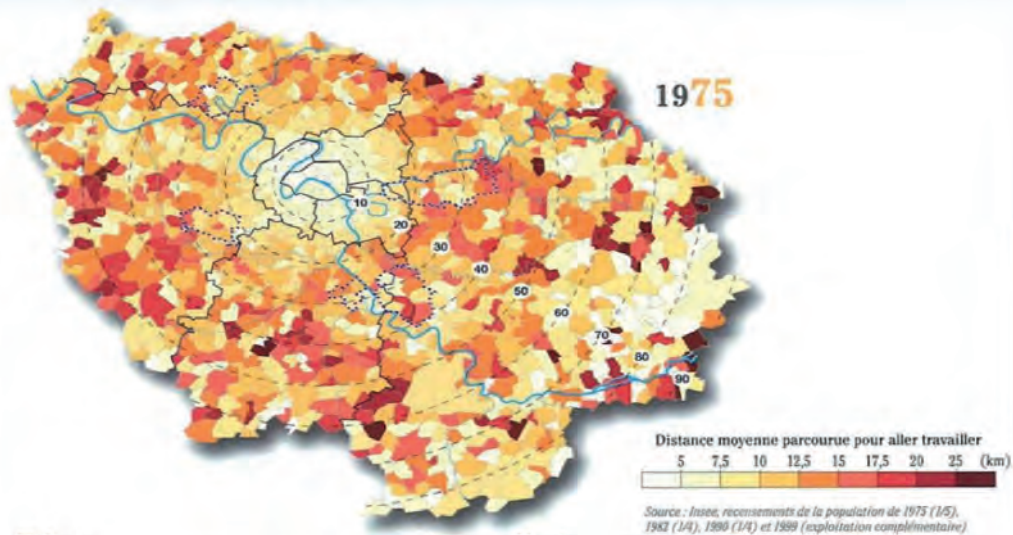 1975
10
20
30
40
50
60
70
80
90
Distance moyenne parcourue pour aller travailler
5 7,5 10 12,5 15 17,5 20 25 (km)
Source : Insee, recensements de la population de 1975 (1/5),
1982 (1/4), 1990 (1/4) et 1999 (exploitation complémentaire)